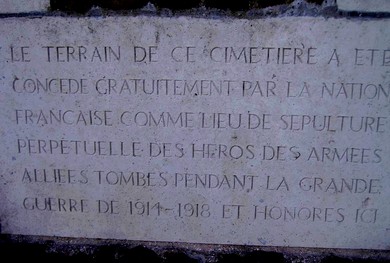 LE TERRAIN DE CE CIMETIERE A ETE
CONCEDE GRATUITEMENT PAR LA NATION
FRANCAISE COMME LIEU DE SEPULTURE
PERPETUELLE DES HEROS DES ARMEES
ALLIEES TOMBES PENDANT LA GRANDE
GUERRE DE 1914-1918 ET HONORES ICI